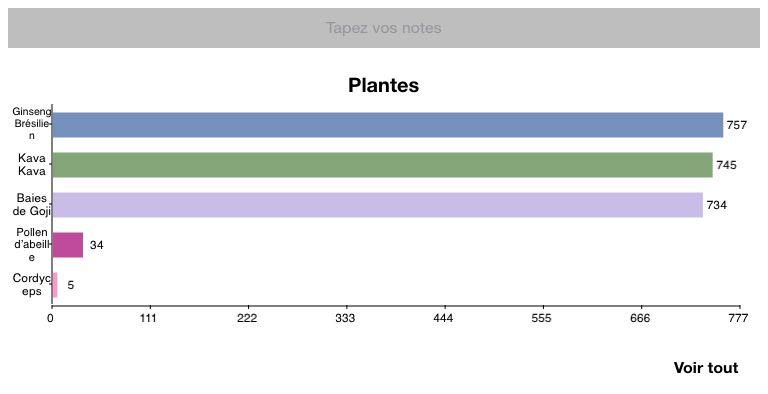 Tapez vos notes
Plantes
Ginseng
Brésilie
n
757
Kava
Kava
745
Baies
de Goji
734
Pollen
d'abeill
e
34
Cordyc
eps
5
0 111 222 333 444 555 666 777
Voir tout